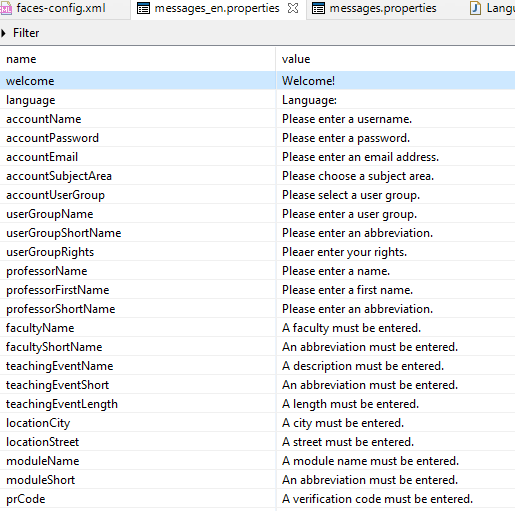 faces-config.xml messages_en.properties messages.properties Langu
Filter
name value
welcome Welcome!
language Language:
accountName Please enter a username.
accountPassword Please enter a password.
accountEmail Please enter an email address.
accountSubjectArea Please choose a subject area.
accountUserGroup Please select a user group.
userGroupName Please enter a user group.
userGroupShortName Please enter an abbreviation.
userGroupRights Pleaer enter your rights.
professorName Please enter a name.
professorFirstName Please enter a first name.
professorShortName Please enter an abbreviation.
facultyName A faculty must be entered.
facultyShortName An abbreviation must be entered.
teachingEventName A description must be entered.
teachingEventShort An abbreviation must be entered.
teachingEventLength A length must be entered.
locationCity A city must be entered.
locationStreet A street must be entered.
moduleName A module name must be entered.
moduleShort An abbreviation must be entered.
prCode A verification code must be entered.